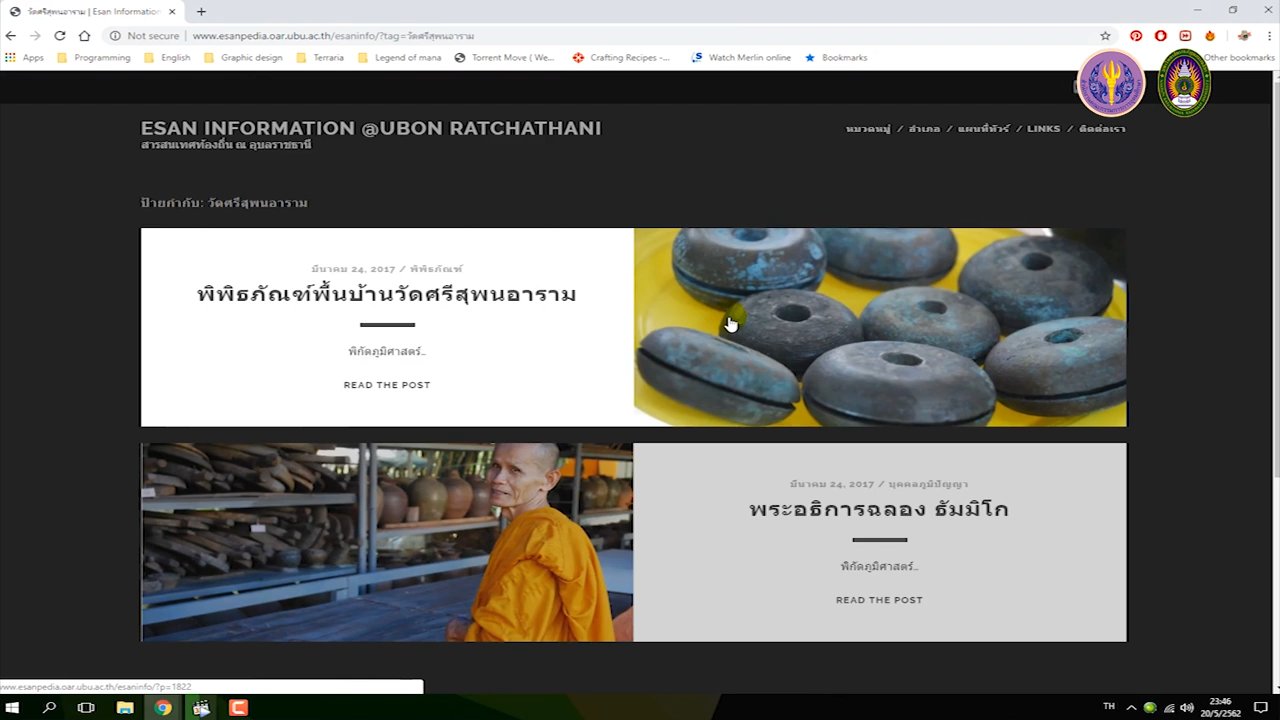 วัดศรีสุพนอาราม | Esan Information
Not secure | www.esanpedia.oar.ubu.ac.th/esaninfo/?tag=วัดศรีสุพนอาราม
Apps Programming English Graphic design Terraria Legend of mana Torrent Move ( We... Crafting Recipes -... Watch Merlin online Bookmarks Other bookmarks
ESAN INFORMATION @UBON RATCHATHANI
สารสนเทศท้องถิ่น ณ อุบลราชธานี
หมวดหมู่ / อำเภอ / แผนที่ทัวร์ / LINKS / ติดต่อเรา
ป้ายกำกับ: วัดศรีสุพนอาราม
มีนาคม 24, 2017 / พิพิธภัณฑ์
พิพิธภัณฑ์พื้นบ้านวัดศรีสุพนอาราม
พิกัดภูมิศาสตร์...
READ THE POST
มีนาคม 24, 2017 / บุคคลภูมิปัญญา
พระอธิการฉลอง ธัมมิโก
พิกัดภูมิศาสตร์...
READ THE POST
www.esanpedia.oar.ubu.ac.th/esaninfo/?p=1822
TH
23:46
20/5/2562